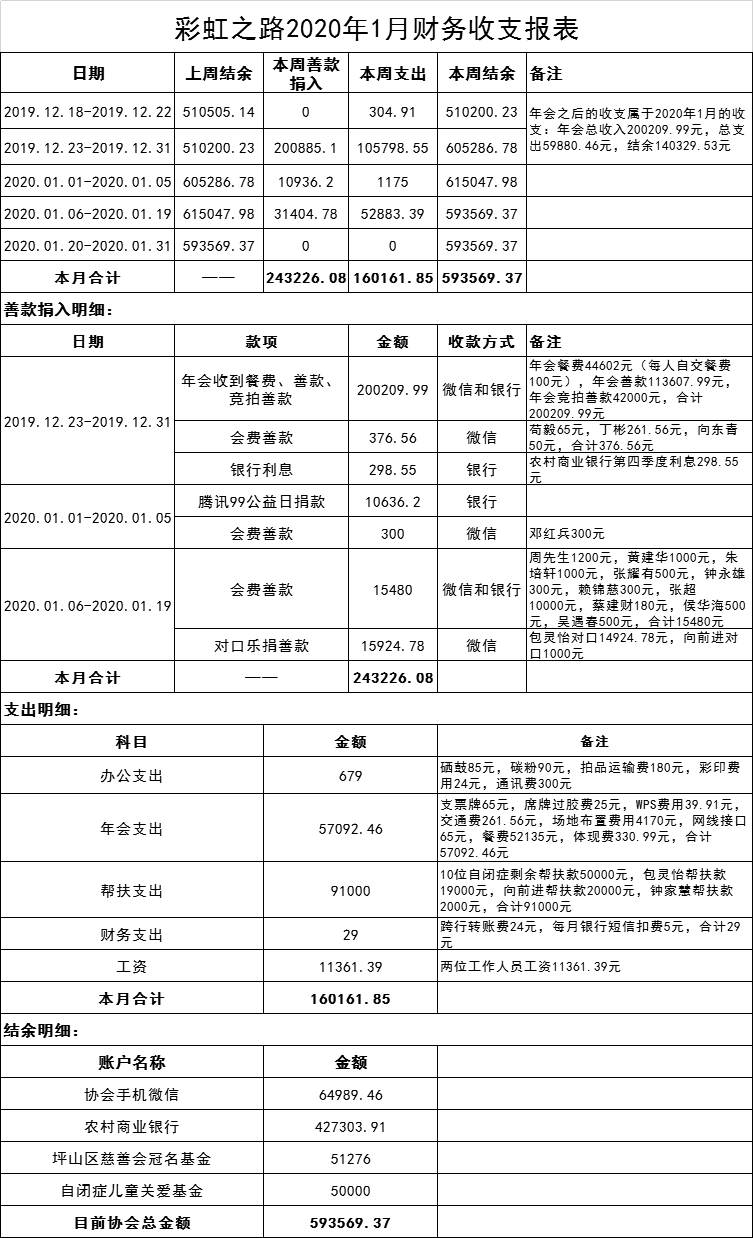 彩虹之路2020年1月财务收支报表
日期 上周结余 本周善款捐入 本周支出 本周结余 备注
2019.12.18-2019.12.22 510505.14 0 304.91 510200.23
年会之后的收支属于2020年1月的收
支：年会总收入200209.99元，总支
出59880.46元，结余140329.53元
2019.12.23-2019.12.31 510200.23 200885.1 105798.55 605286.78
2020.01.01-2020.01.05 605286.78 10936.2 1175 615047.98
2020.01.06-2020.01.19 615047.98 31404.78 52883.39 593569.37
2020.01.20-2020.01.31 593569.37 0 0 593569.37
本月合计 —— 243226.08 160161.85 593569.37
善款捐入明细：
日期 款项 金额 收款方式 备注
2019.12.23-2019.12.31
年会收到餐费、善款、
竞拍善款
200209.99 微信和银行
年会餐费44602元（每人自交餐费
100元），年会善款113607.99元，
年会竞拍善款42000元，合计
200209.99元
会费善款 376.56 微信
荀毅65元，丁彬261.56元，向东青
50元，合计376.56元
银行利息 298.55 银行
农村商业银行第四季度利息298.55
元
2020.01.01-2020.01.05
腾讯99公益日捐款 10636.2 银行
会费善款 300 微信 邓红兵300元
2020.01.06-2020.01.19
会费善款 15480 微信和银行
周先生1200元，黄建华1000元，朱
培轩1000元，张耀有500元，钟永雄
300元，赖锦慈300元，张超
10000元，蔡建财180元，侯华海500
元，吴遇春500元，合计15480元
对口乐捐善款 15924.78 微信
包灵怡对口14924.78元，向前进对
口1000元
本月合计 —— 243226.08
支出明细：
科目 金额 备注
办公支出 679
硒鼓85元，碳粉90元，拍品运输费180元，彩印费
用24元，通讯费300元
年会支出 57092.46
支票牌65元，席牌过胶费25元，WPS费用39.91元，
交通费261.56元，场地布置费用4170元，网线接口
65元，餐费52135元，体现费330.99元，合计
57092.46元
帮扶支出 91000
10位自闭症剩余帮扶款50000元，包灵怡帮扶款
19000元，向前进帮扶款20000元，钟家慧帮扶款
2000元，合计91000元
财务支出 29
跨行转账费24元，每月银行短信扣费5元，合计29
元
工资 11361.39 两位工作人员工资11361.39元
本月合计 160161.85
结余明细：
账户名称 金额
协会手机微信 64989.46
农村商业银行 427303.91
坪山区慈善会冠名基金 51276
自闭症儿童关爱基金 50000
目前协会总金额 593569.37